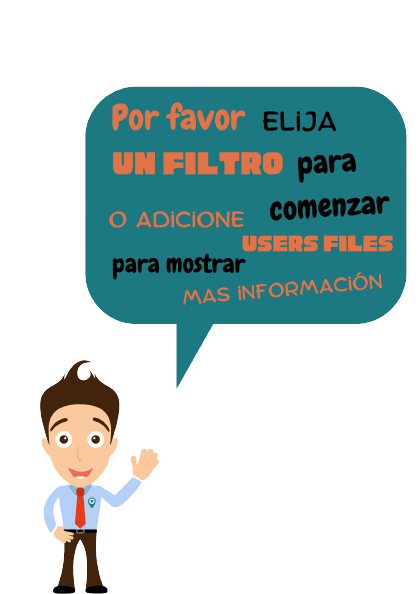 Por favor ELiJA
UN FILTRO para
comenzar
O ADiCiONE
USERS FILES
para mostrar
MAS iNFORMACiÓN